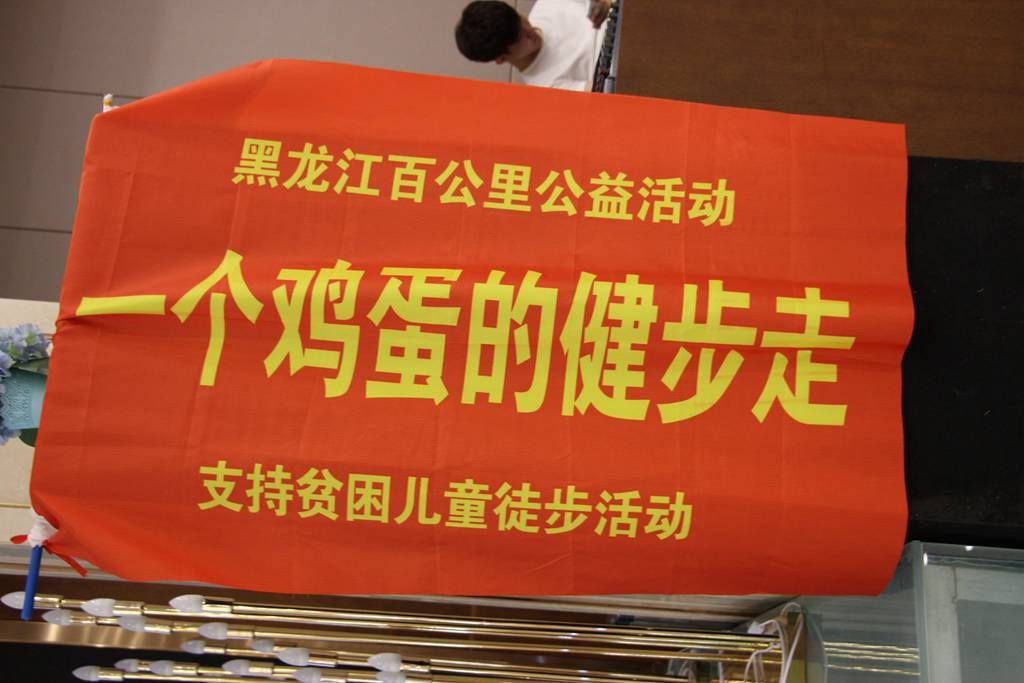 黑龙江百公里公益活动
一个鸡蛋的健步走
支持贫困儿童徒步活动